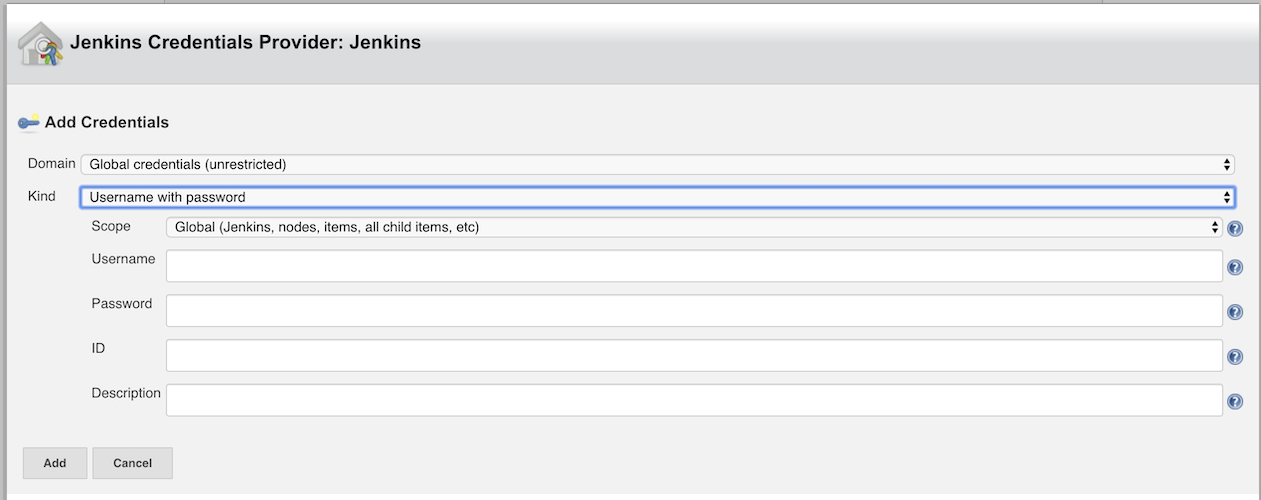 Jenkins Credentials Provider: Jenkins
Add Credentials
Domain Global credentials (unrestricted)
Kind Username with password
Scope Global (Jenkins, nodes, items, all child items, etc)
Username
Password
ID
Description
Add Cancel